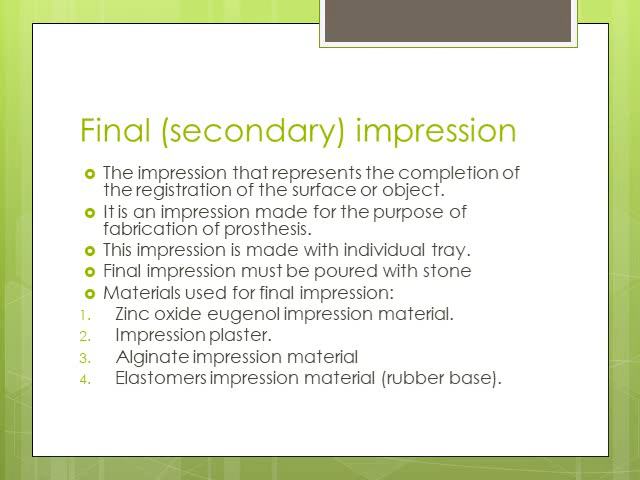 Final (secondary) impression
The impression that represents the completion of
the registration of the surface or object.
It is an impression made for the purpose of
fabrication of prosthesis.
This impression is made with individual tray.
Final impression must be poured with stone
Materials used for final impression:
1. Zinc oxide eugenol impression material.
2. Impression plaster.
3. Alginate impression material
4. Elastomers impression material (rubber base).